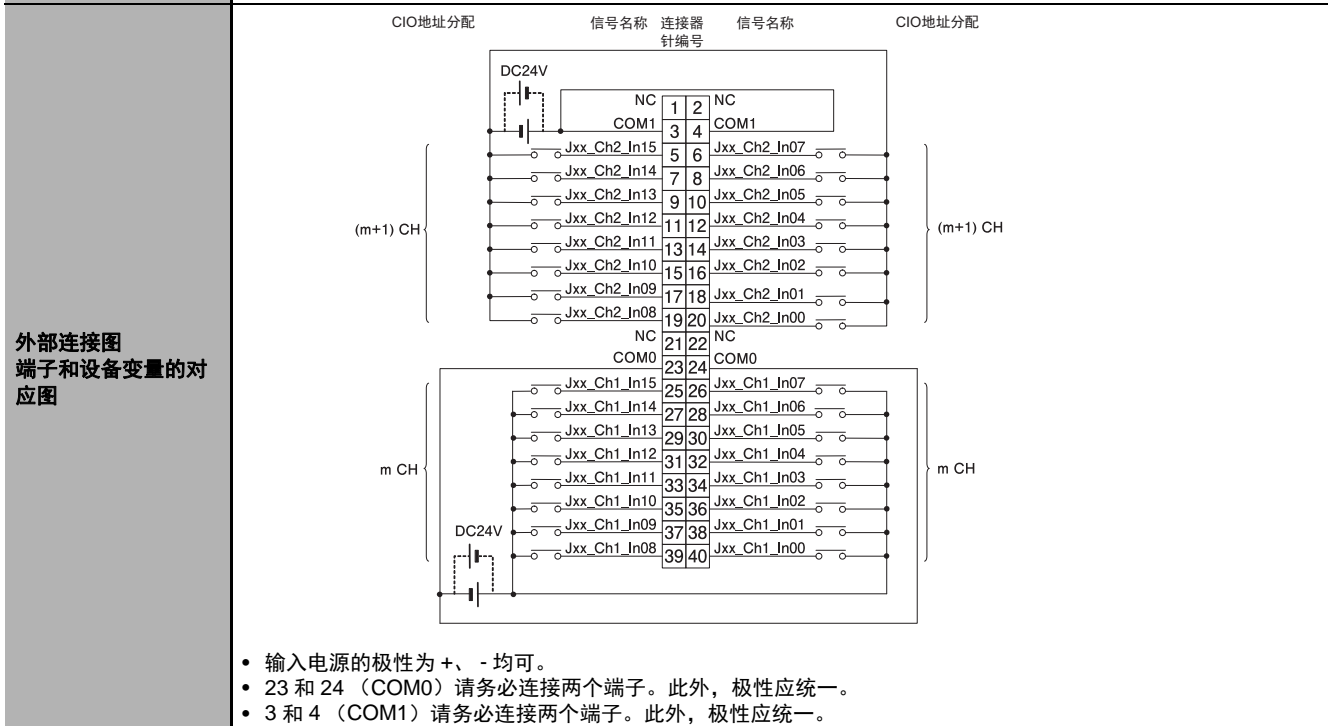 CIO地址分配 信号名称 连接器 信号名称 CIO地址分配
针编号
DC24V
NC 1 2 NC
COM1 3 4 COM1
Jxx_Ch2_In15 5 6 Jxx_Ch2_In07
Jxx_Ch2_In14 7 8 Jxx_Ch2_In06
Jxx_Ch2_In13 9 10 Jxx_Ch2_In05
Jxx_Ch2_In12 11 12 Jxx_Ch2_In04
(m+1) CH (m+1) CH
Jxx_Ch2_In11 13 14 Jxx_Ch2_In03
Jxx_Ch2_In10 15 16 Jxx_Ch2_In02
Jxx_Ch2_In09 17 18 Jxx_Ch2_In01
Jxx_Ch2_In08 19 20 Jxx_Ch2_In00
NC 21 22 NC
COM0 23 24 COM0
外部连接图
端子和设备变量的对
应图
Jxx_Ch1_In15 25 26 Jxx_Ch1_In07
Jxx_Ch1_In14 27 28 Jxx_Ch1_In06
Jxx_Ch1_In13 29 30 Jxx_Ch1_In05
Jxx_Ch1_In12 31 32 Jxx_Ch1_In04
m CH m CH
Jxx_Ch1_In11 33 34 Jxx_Ch1_In03
Jxx_Ch1_In10 35 36 Jxx_Ch1_In02
Jxx_Ch1_In09 37 38 Jxx_Ch1_In01
DC24V
Jxx_Ch1_In08 39 40 Jxx_Ch1_In00
• 输入电源的极性为 +、 - 均可。
• 23 和 24 （COM0）请务必连接两个端子。此外，极性应统一。
• 3 和 4 （COM1）请务必连接两个端子。此外，极性应统一。